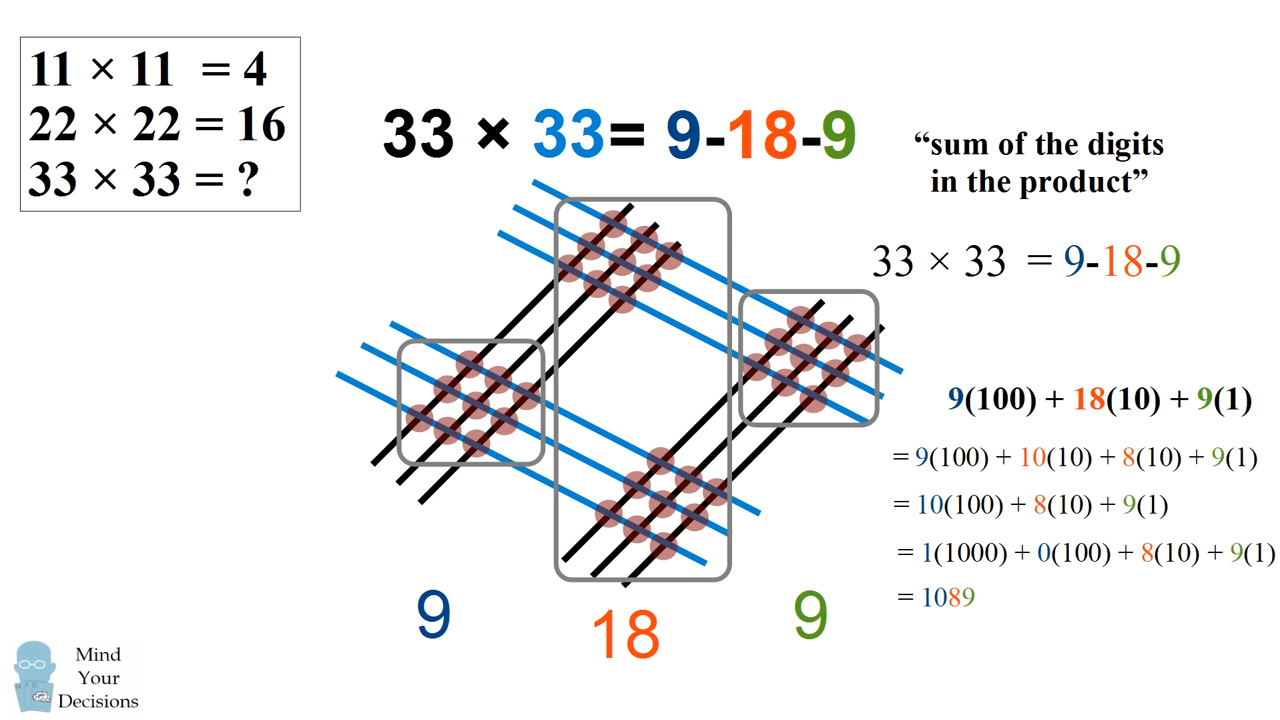 11 × 11 = 4
22 × 22 = 16
33 × 33 = ?
33 × 33= 9-18-9
“sum of the digits
in the product”
33 × 33 = 9-18-9
9(100) + 18(10) + 9(1)
= 9(100) + 10(10) + 8(10) + 9(1)
= 10(100) + 8(10) + 9(1)
= 1(1000) + 0(100) + 8(10) + 9(1)
= 1089
9 18 9
Mind
Your
Decisions